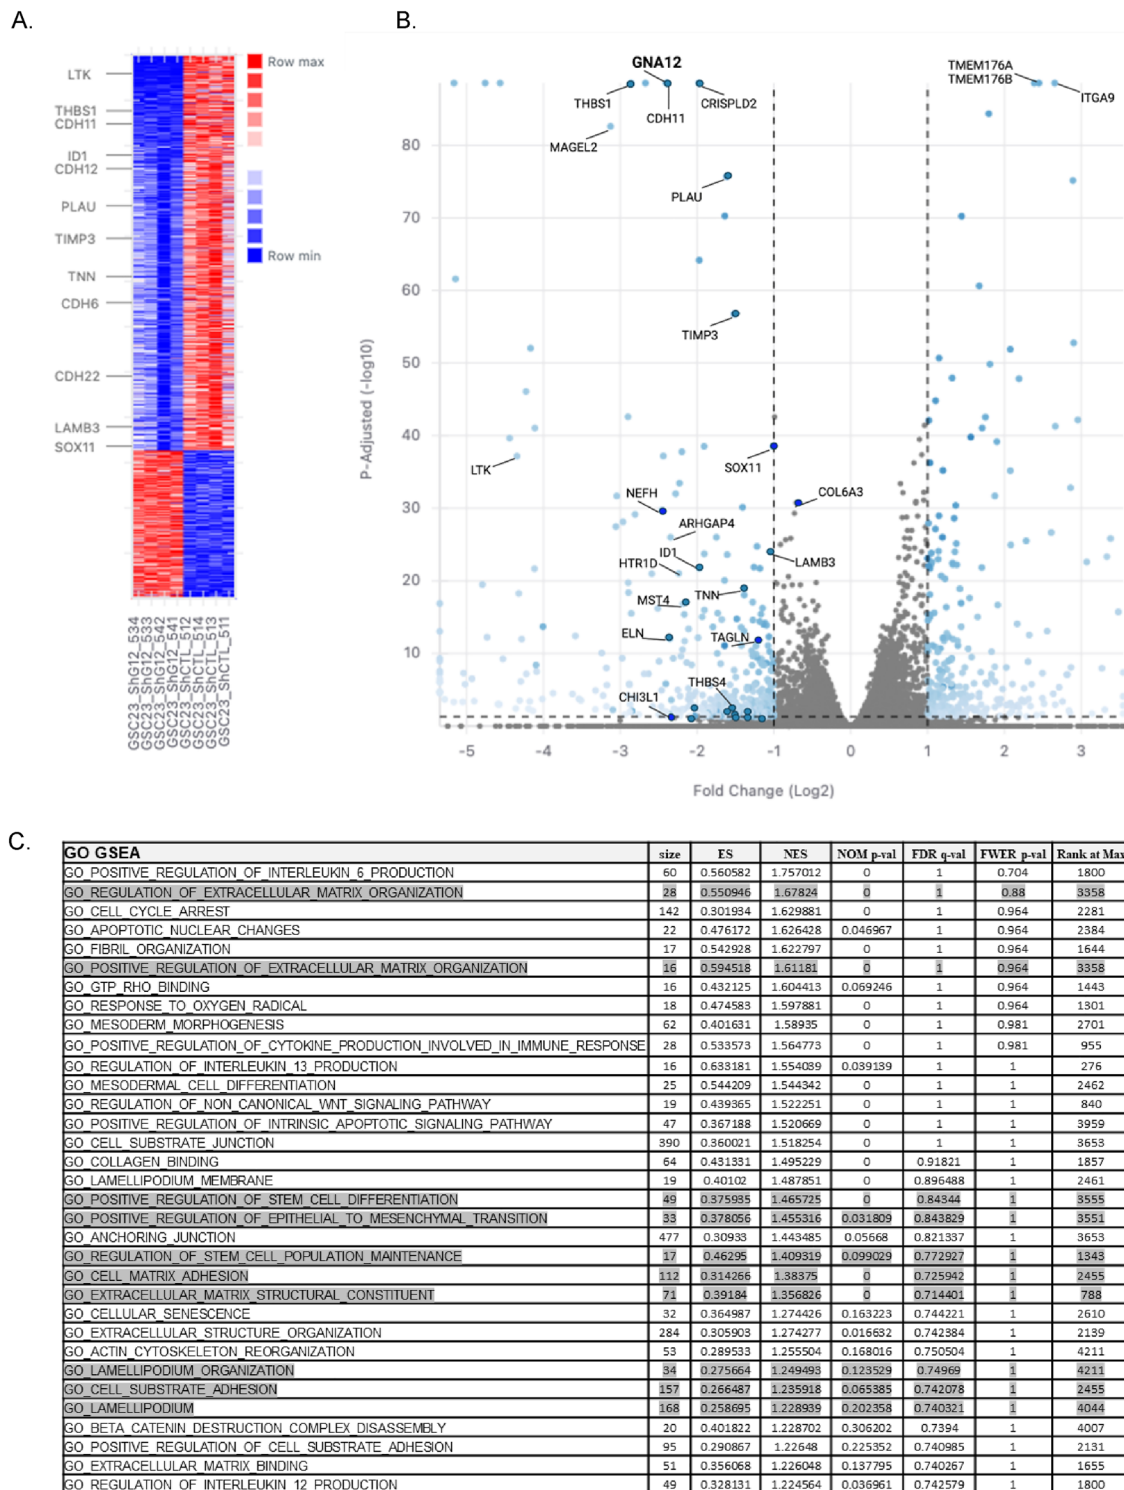 A.
B.
LTK
THBS1
CDH11
ID1
CDH12
PLAU
TIMP3
TNN
CDH6
CDH22
LAMB3
SOX11
Row max
Row min
GSC23_ShG12_534
GSC23_ShG12_533
GSC23_ShG12_542
GSC23_ShG12_541
GSC23_ShCTL_512
GSC23_ShCTL_514
GSC23_ShCTL_513
GSC23_ShCTL_511
GNA12
THBS1
CDH11
CRISPLD2
MAGEL2
PLAU
TIMP3
LTK
SOX11
NEFH
COL6A3
ARHGAP4
ID1
HTR1D
LAMB3
MST4
TNN
ELN
TAGLN
THBS4
CHI3L1
TMEM176A
TMEM176B
ITGA9
80
70
60
50
40
30
20
10
P-Adjusted (-log10)
-5 -4 -3 -2 -1 0 1 2 3
Fold Change (Log2)
C.
GO GSEA size ES NES NOM p-val FDR q-val FWER p-val Rank at Max
GO_POSITIVE_REGULATION_OF_INTERLEUKIN_6_PRODUCTION 60 0.560582 1.757012 0 1 0.704 1800
GO_REGULATION_OF_EXTRACELLULAR_MATRIX_ORGANIZATION 28 0.550946 1.67824 0 1 0.88 3358
GO_CELL_CYCLE_ARREST 142 0.301934 1.629881 0 1 0.964 2281
GO_APOPTOTIC_NUCLEAR_CHANGES 22 0.476172 1.626428 0.046967 1 0.964 2384
GO_FIBRIL_ORGANIZATION 17 0.542928 1.622797 0 1 0.964 1644
GO_POSITIVE_REGULATION_OF_EXTRACELLULAR_MATRIX_ORGANIZATION 16 0.594518 1.61181 0 1 0.964 3358
GO_GTP_RHO_BINDING 16 0.432125 1.604413 0.069246 1 0.964 1443
GO_RESPONSE_TO_OXYGEN_RADICAL 18 0.474583 1.597881 0 1 0.964 1301
GO_MESODERM_MORPHOGENESIS 62 0.401631 1.58935 0 1 0.981 2701
GO_POSITIVE_REGULATION_OF_CYTOKINE_PRODUCTION_INVOLVED_IN_IMMUNE_RESPONSE 28 0.533573 1.564773 0 1 0.981 955
GO_REGULATION_OF_INTERLEUKIN_13_PRODUCTION 16 0.633181 1.554039 0.039139 1 1 276
GO_MESODERMAL_CELL_DIFFERENTIATION 25 0.544209 1.544342 0 1 1 2462
GO_REGULATION_OF_NON_CANONICAL_WNT_SIGNALING_PATHWAY 19 0.439365 1.522251 0 1 1 840
GO_POSITIVE_REGULATION_OF_INTRINSIC_APOPTOTIC_SIGNALING_PATHWAY 47 0.367188 1.520669 0 1 1 3959
GO_CELL_SUBSTRATE_JUNCTION 390 0.360021 1.518254 0 1 1 3653
GO_COLLAGEN_BINDING 64 0.431331 1.495229 0 0.91821 1 1857
GO_LAMELLIPODIUM_MEMBRANE 19 0.40102 1.487851 0 0.896488 1 2461
GO_POSITIVE_REGULATION_OF_STEM_CELL_DIFFERENTIATION 49 0.375935 1.465725 0 0.84344 1 3555
GO_POSITIVE_REGULATION_OF_EPITHELIAL_TO_MESENCHYMAL_TRANSITION 33 0.378056 1.455316 0.031809 0.843829 1 3551
GO_ANCHORING_JUNCTION 477 0.30933 1.443485 0.05668 0.821337 1 3653
GO_REGULATION_OF_STEM_CELL_POPULATION_MAINTENANCE 17 0.46295 1.409319 0.099029 0.772927 1 1343
GO_CELL_MATRIX_ADHESION 112 0.314266 1.38375 0 0.725942 1 2455
GO_EXTRACELLULAR_MATRIX_STRUCTURAL_CONSTITUENT 71 0.39184 1.356826 0 0.714401 1 788
GO_CELLULAR_SENESCENCE 32 0.364987 1.274426 0.163223 0.744221 1 2610
GO_EXTRACELLULAR_STRUCTURE_ORGANIZATION 284 0.305903 1.274277 0.016632 0.742384 1 2139
GO_ACTIN_CYTOSKELETON_REORGANIZATION 53 0.289533 1.255504 0.168016 0.750504 1 4211
GO_LAMELLIPODIUM_ORGANIZATION 34 0.275664 1.249493 0.123529 0.74969 1 4211
GO_CELL_SUBSTRATE_ADHESION 157 0.266487 1.235918 0.065385 0.742078 1 2455
GO_LAMELLIPODIUM 168 0.258695 1.228939 0.202358 0.740321 1 4044
GO_BETA_CATENIN_DESTRUCTION_COMPLEX_DISASSEMBLY 20 0.401822 1.228702 0.306202 0.7394 1 4007
GO_POSITIVE_REGULATION_OF_CELL_SUBSTRATE_ADHESION 95 0.290867 1.22648 0.225352 0.740985 1 2131
GO_EXTRACELLULAR_MATRIX_BINDING 51 0.356068 1.226048 0.137795 0.740267 1 1655
GO_REGULATION_OF_INTERLEUKIN_12_PRODUCTION 49 0.328131 1.224564 0.036961 0.742579 1 1800